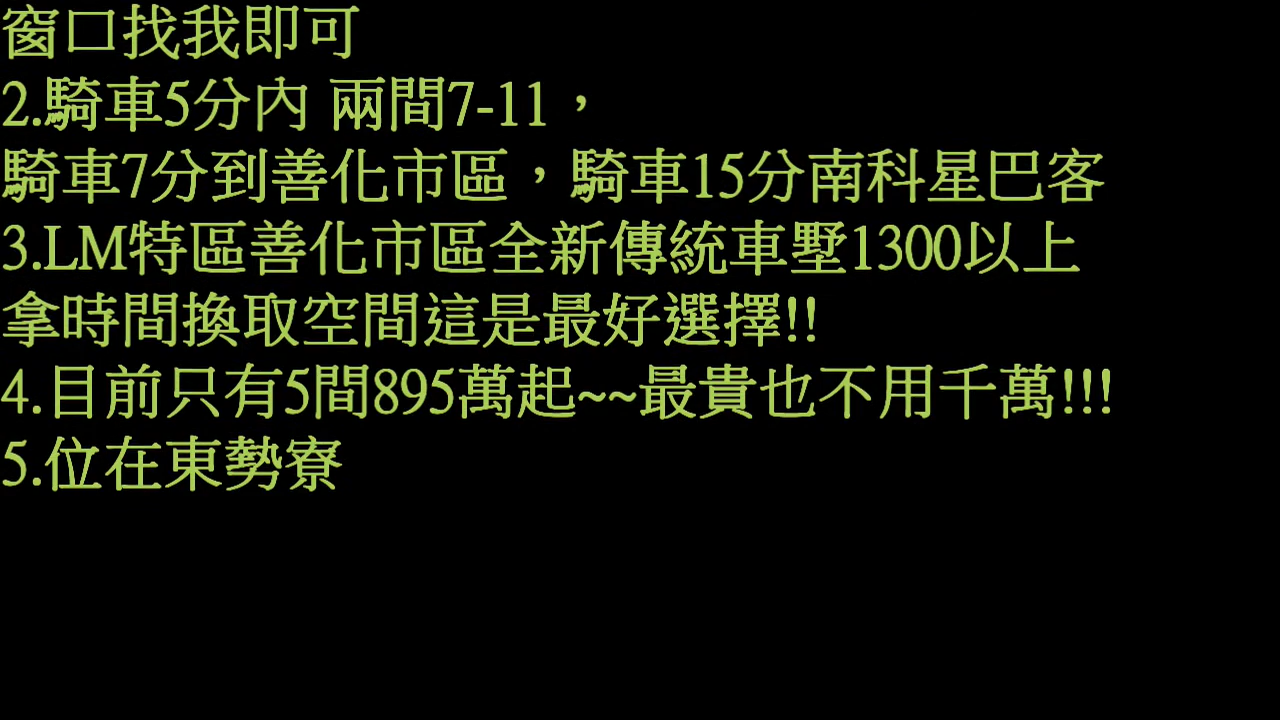 窗口找我即可
2.騎車5分內 兩間7-11，
騎車7分到善化市區，騎車15分南科星巴客
3.LM特區善化市區全新傳統車墅1300以上
拿時間換取空間這是最好選擇!!
4.目前只有5間895萬起~~最貴也不用千萬!!!
5.位在東勢寮